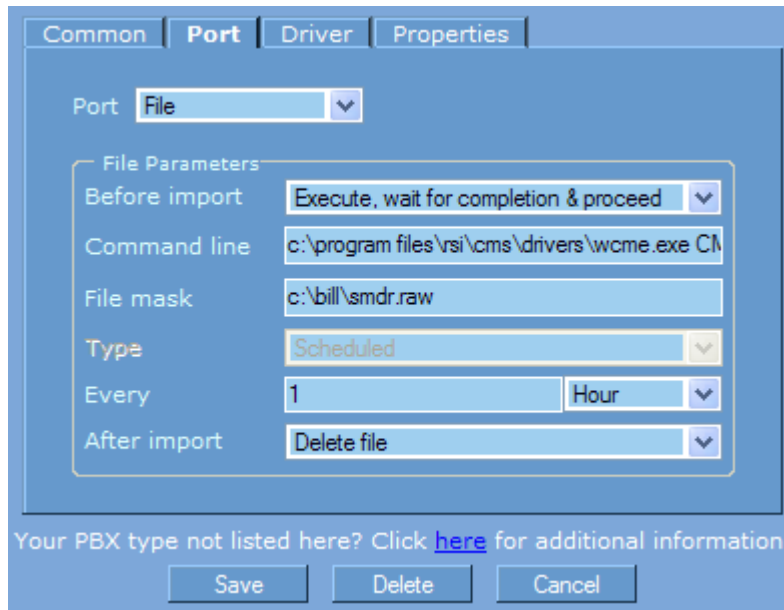 Common Port Driver Properties
Port File
File Parameters
Before import Execute, wait for completion & proceed
Command line c:\program files\rsi\cms\drivers\wcme.exe CM
File mask c:\bill\smdr.raw
Type Scheduled
Every 1 Hour
After import Delete file
Your PBX type not listed here? Click here for additional information
Save Delete Cancel